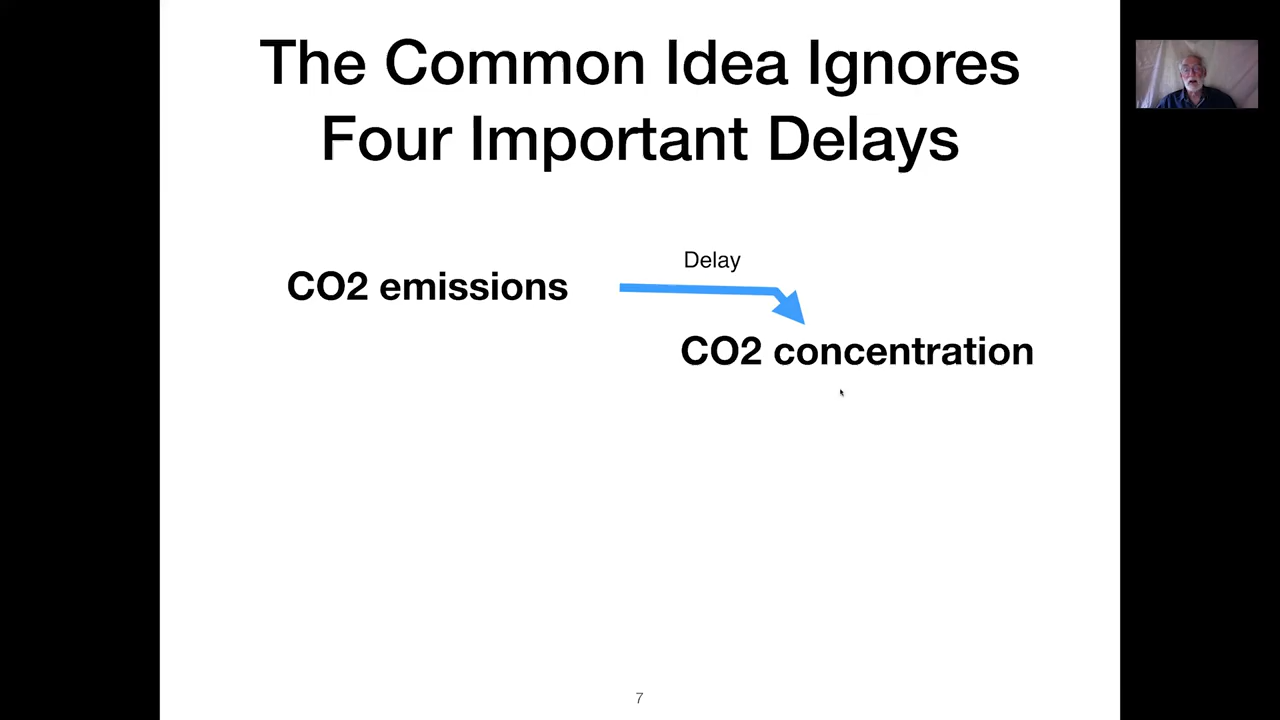 The Common Idea Ignores
Four Important Delays
Delay
CO2 emissions
CO2 concentration
7